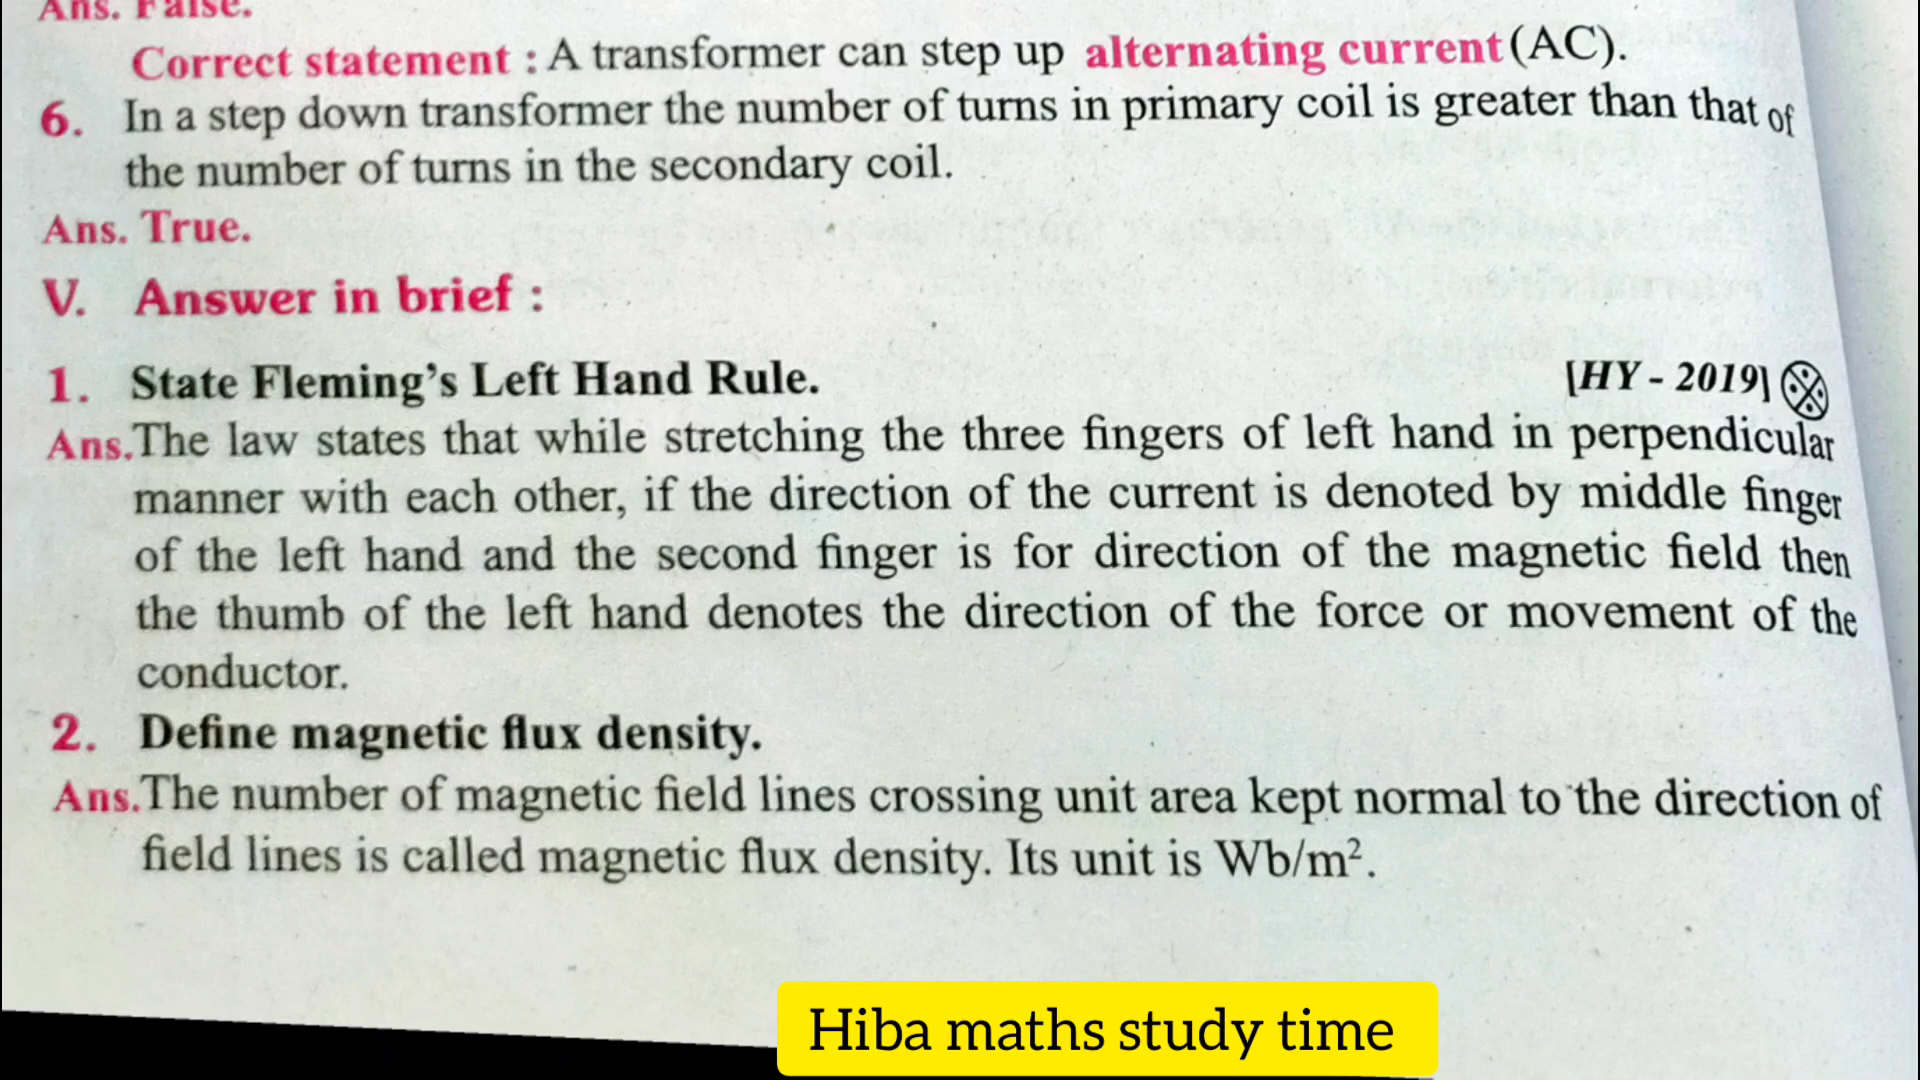 Ans. False.
Correct statement : A transformer can step up alternating current (AC).
6. In a step down transformer the number of turns in primary coil is greater than that of
the number of turns in the secondary coil.
Ans. True.
V. Answer in brief :
1. State Fleming's Left Hand Rule. [HY - 2019]
Ans. The law states that while stretching the three fingers of left hand in perpendicular
manner with each other, if the direction of the current is denoted by middle finger
of the left hand and the second finger is for direction of the magnetic field then
the thumb of the left hand denotes the direction of the force or movement of the
conductor.
2. Define magnetic flux density.
Ans. The number of magnetic field lines crossing unit area kept normal to the direction of
field lines is called magnetic flux density. Its unit is Wb/m².
Hiba maths study time